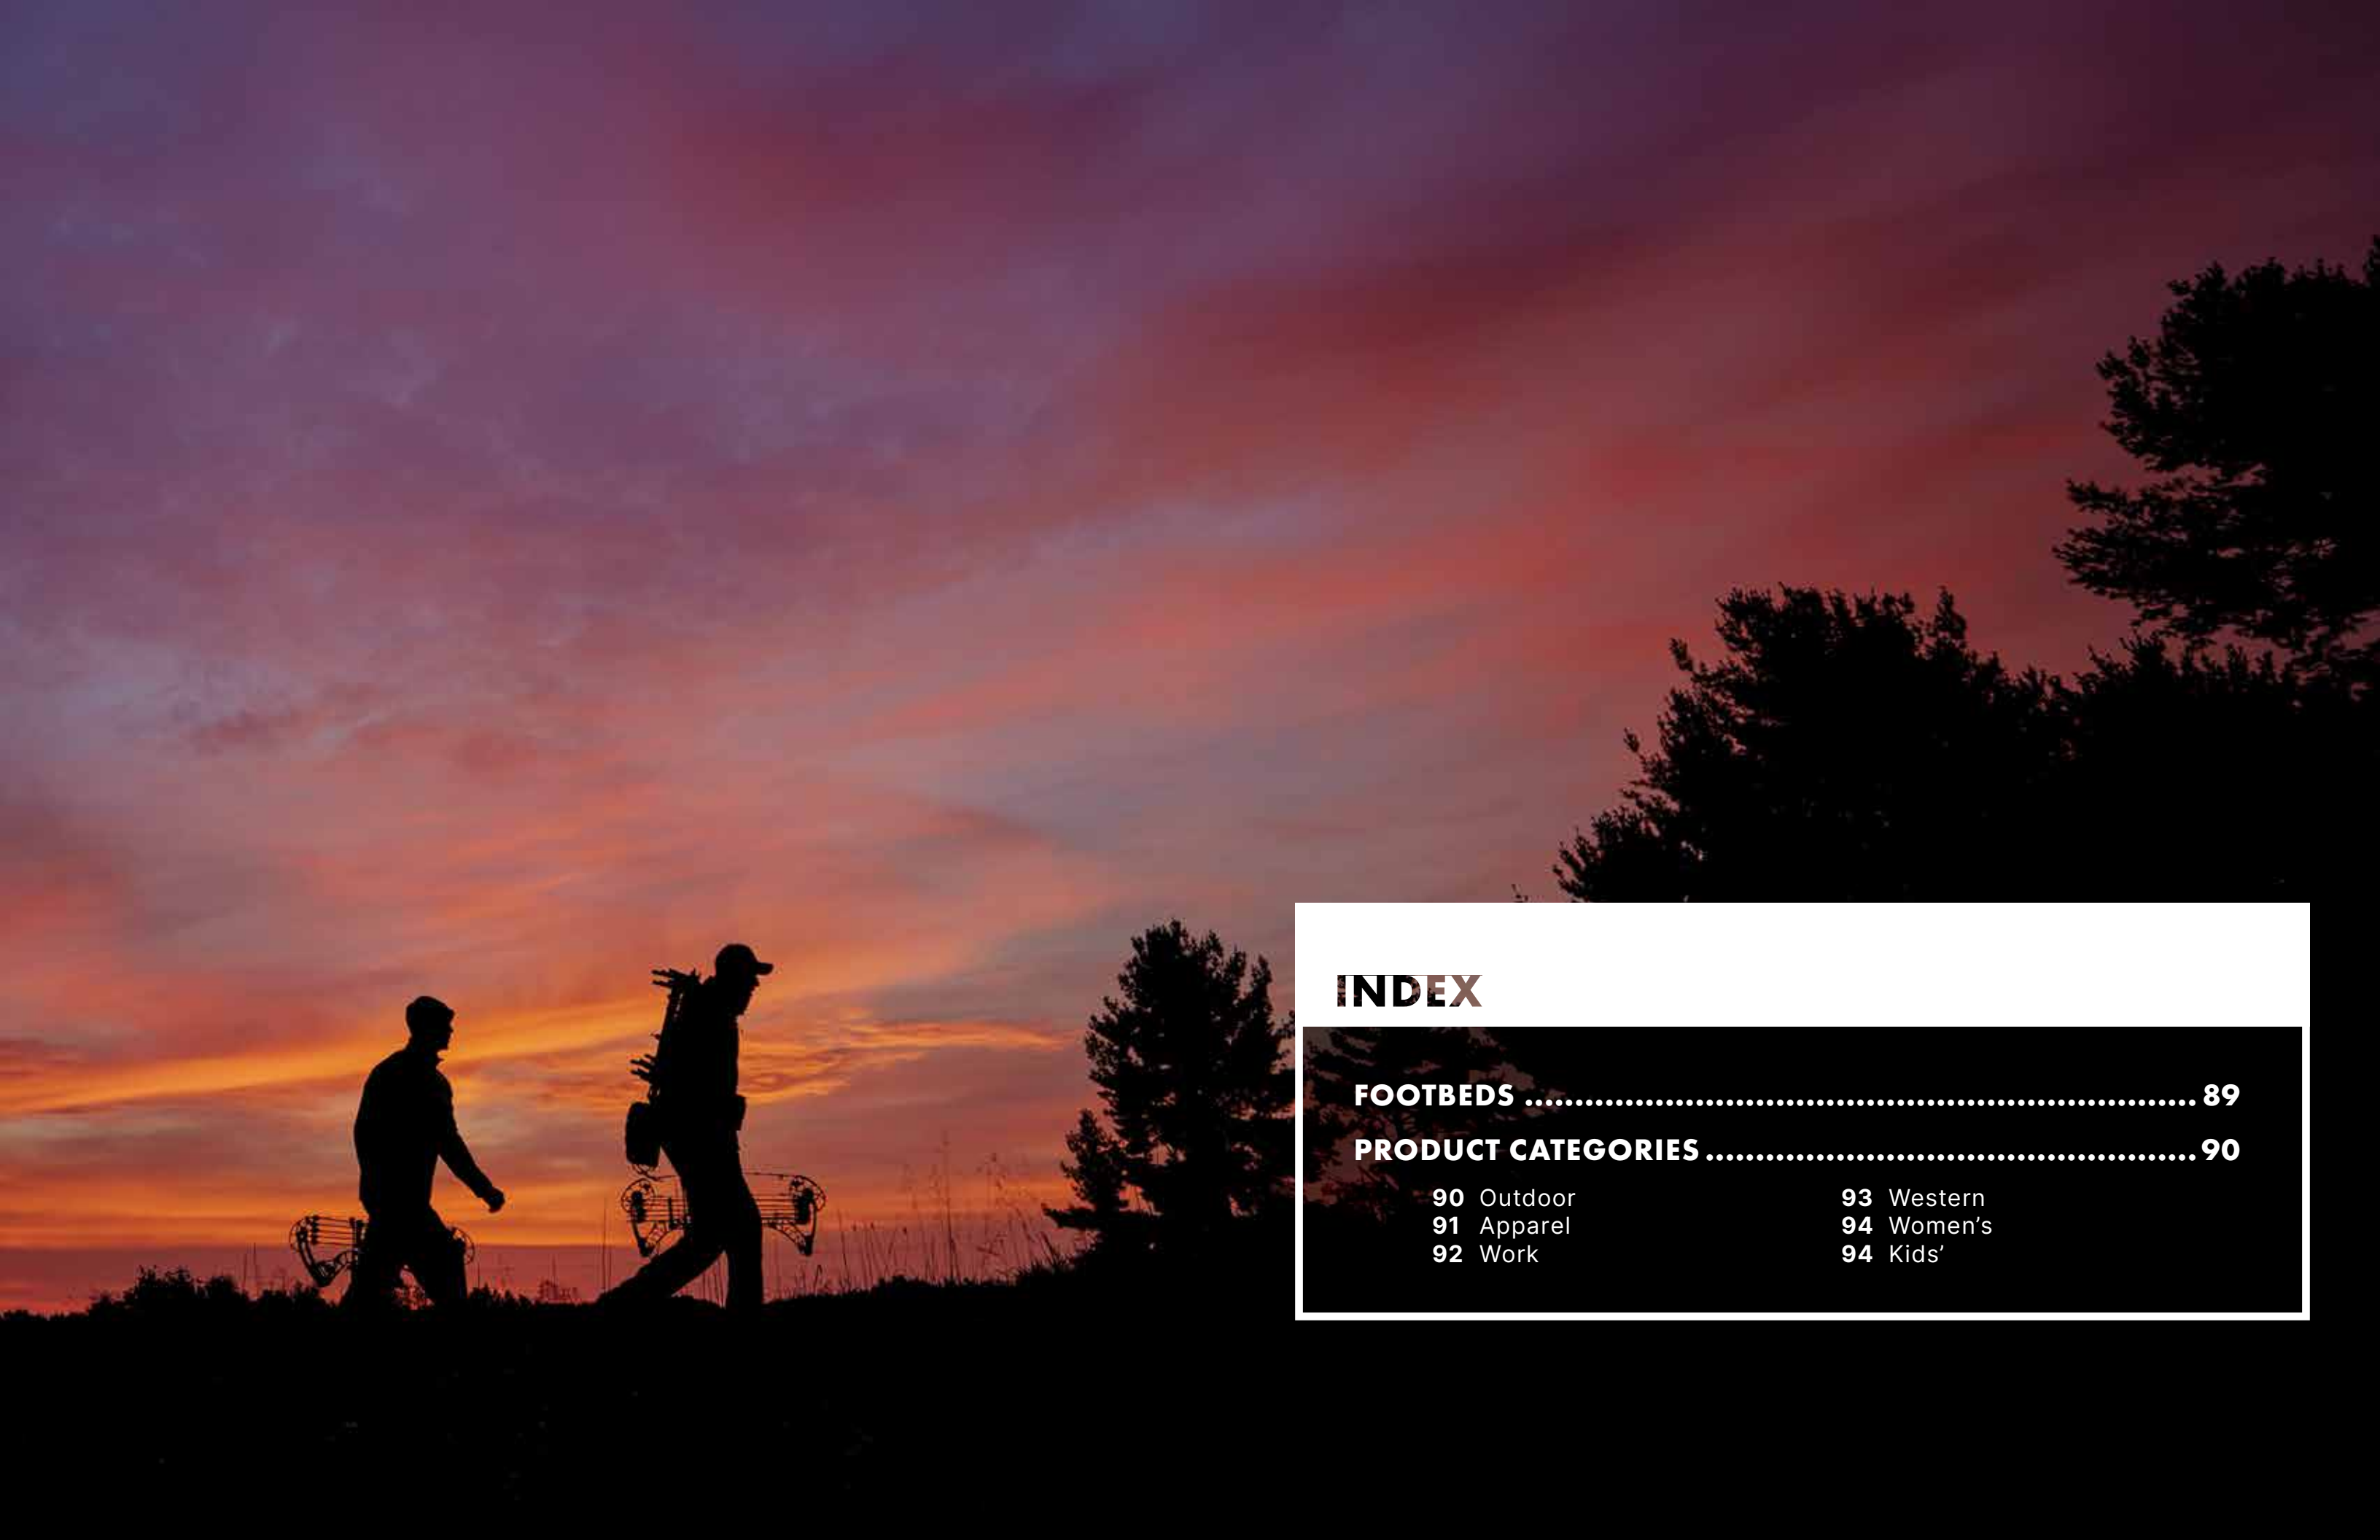 INDEX
FOOTBEDS ................................................................... 89
PRODUCT CATEGORIES ................................................. 90
90 Outdoor
91 Apparel
92 Work
93 Western
94 Women’s
94 Kids’